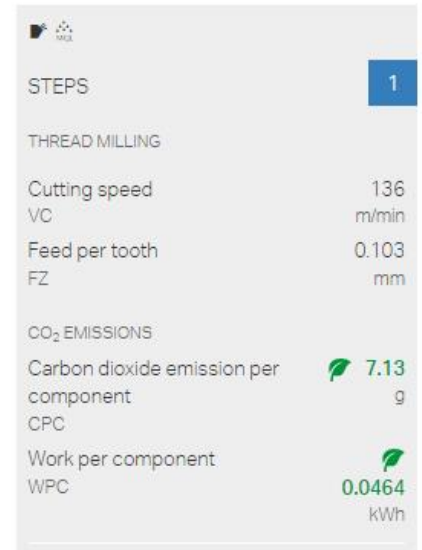 MQL
STEPS 1
THREAD MILLING
Cutting speed 136
VC m/min
Feed per tooth 0.103
FZ mm
CO₂ EMISSIONS
Carbon dioxide emission per 7.13
component g
CPC
Work per component
WPC 0.0464
kWh